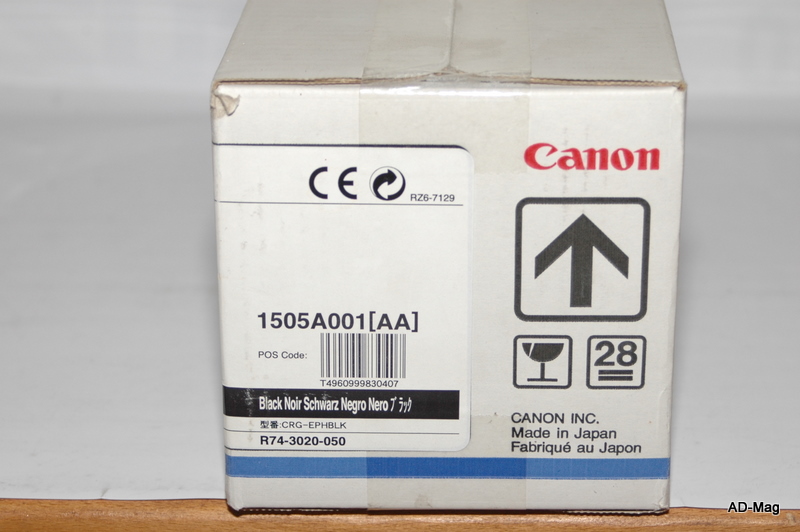 Canon
CE
RZ6-7129
1505A001[AA]
POS Code:
T4960999830407
28
Black Noir Schwarz Negro Nero ブラック
型番:CRG-EPHBLK
R74-3020-050
CANON INC.
Made in Japan
Fabriqué au Japon
AD-Mag